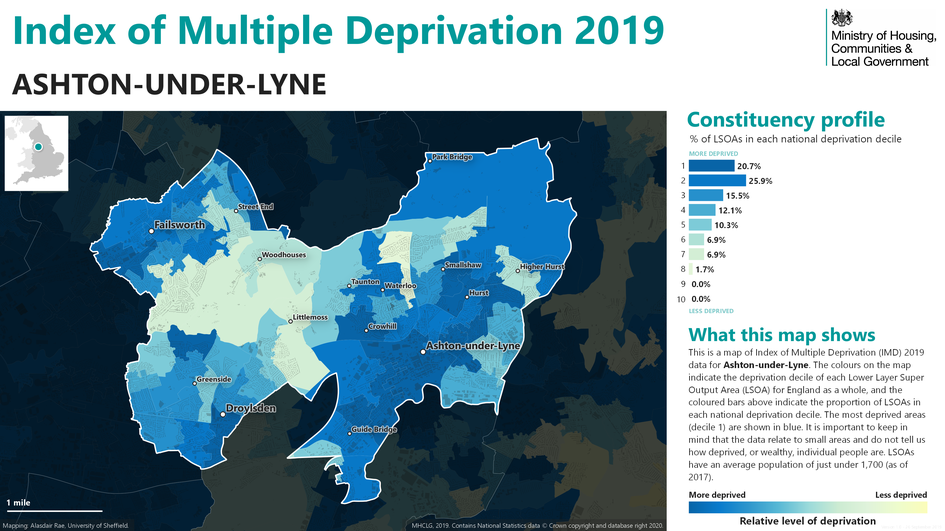 Index of Multiple Deprivation 2019
Ministry of Housing,
Communities &
Local Government
ASHTON-UNDER-LYNE
Park Bridge
Street End
Failsworth
Woodhouses
Smallshaw
Higher Hurst
Taunton
Waterloo
Hurst
Littlemoss
Crowhill
Ashton-under-Lyne
Greenside
Droylsden
Guide Bridge
1 mile
Mapping: Alasdair Rae, University of Sheffield.
MHCLG, 2019. Contains National Statistics data © Crown copyright and database right 2020.
Constituency profile
% of LSOAs in each national deprivation decile
MORE DEPRIVED
1 20.7%
2 25.9%
3 15.5%
4 12.1%
5 10.3%
6 6.9%
7 6.9%
8 1.7%
9 0.0%
10 0.0%
LESS DEPRIVED
What this map shows
This is a map of Index of Multiple Deprivation (IMD) 2019
data for Ashton-under-Lyne. The colours on the map
indicate the deprivation decile of each Lower Layer Super
Output Area (LSOA) for England as a whole, and the
coloured bars above indicate the proportion of LSOAs in
each national deprivation decile. The most deprived areas
(decile 1) are shown in blue. It is important to keep in
mind that the data relate to small areas and do not tell us
how deprived, or wealthy, individual people are. LSOAs
have an average population of just under 1,700 (as of
2017).
More deprived Less deprived
Relative level of deprivation